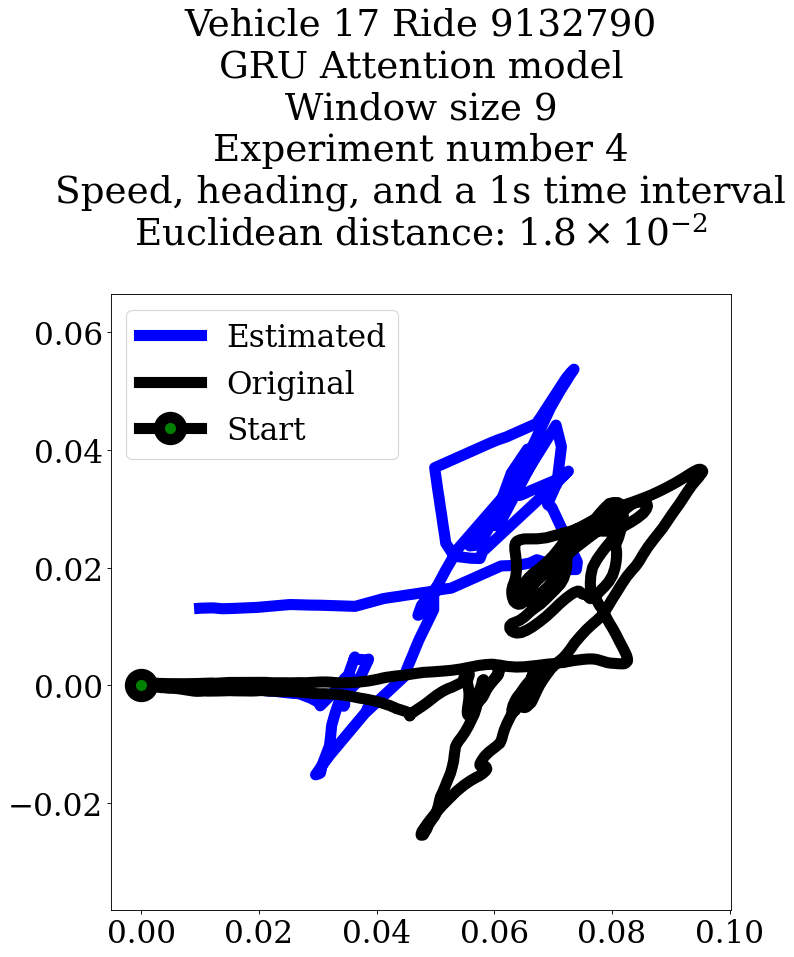 Vehicle 17 Ride 9132790
GRU Attention model
Window size 9
Experiment number 4
Speed, heading, and a 1s time interval
Euclidean distance: 1.8 × 10⁻²
Estimated
Original
Start
0.06
0.04
0.02
0.00
−0.02
0.00 0.02 0.04 0.06 0.08 0.10